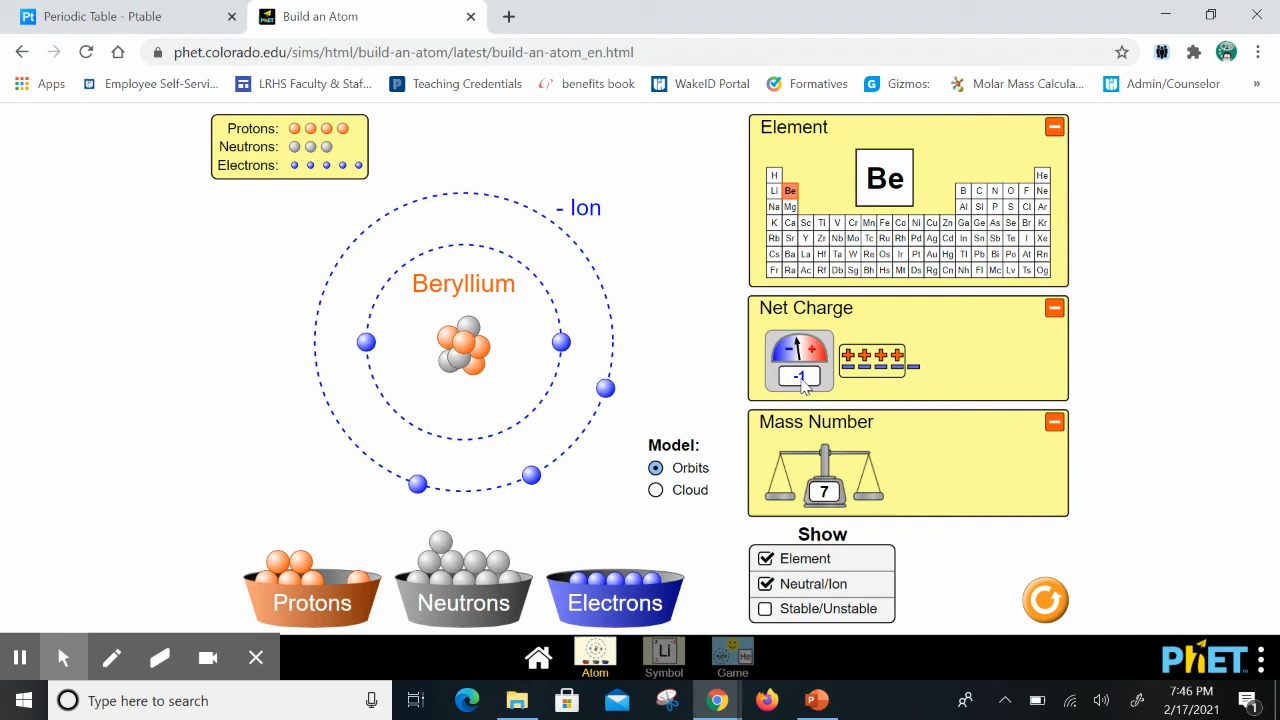 Periodic Table - Ptable
Build an Atom
phet.colorado.edu/sims/html/build-an-atom/latest/build-an-atom_en.html
Apps Employee Self-Servi... LRHS Faculty & Staf... Teaching Credentials benefits book WakeID Portal Formatives Gizmos: Molar Mass Calcula... Admin/Counselor »
Protons:
Neutrons:
Electrons:
- Ion
Beryllium
Element
Be
H He
Li Be B C N O F Ne
Na Mg Al Si P S Cl Ar
K Ca Sc Ti V Cr Mn Fe Co Ni Cu Zn Ga Ge As Se Br Kr
Rb Sr Y Zr Nb Mo Tc Ru Rh Pd Ag Cd In Sn Sb Te I Xe
Cs Ba La Hf Ta W Re Os Ir Pt Au Hg Tl Pb Bi Po At Rn
Fr Ra Ac Rf Db Sg Bh Hs Mt Ds Rg Cn Nh Fl Mc Lv Ts Og
Net Charge
- +
-1
Mass Number
7
Model:
Orbits
Cloud
Show
Element
Neutral/Ion
Stable/Unstable
Protons
Neutrons
Electrons
Atom
Li
Symbol
He
Game
PhET
Type here to search
7:46 PM
2/17/2021
1